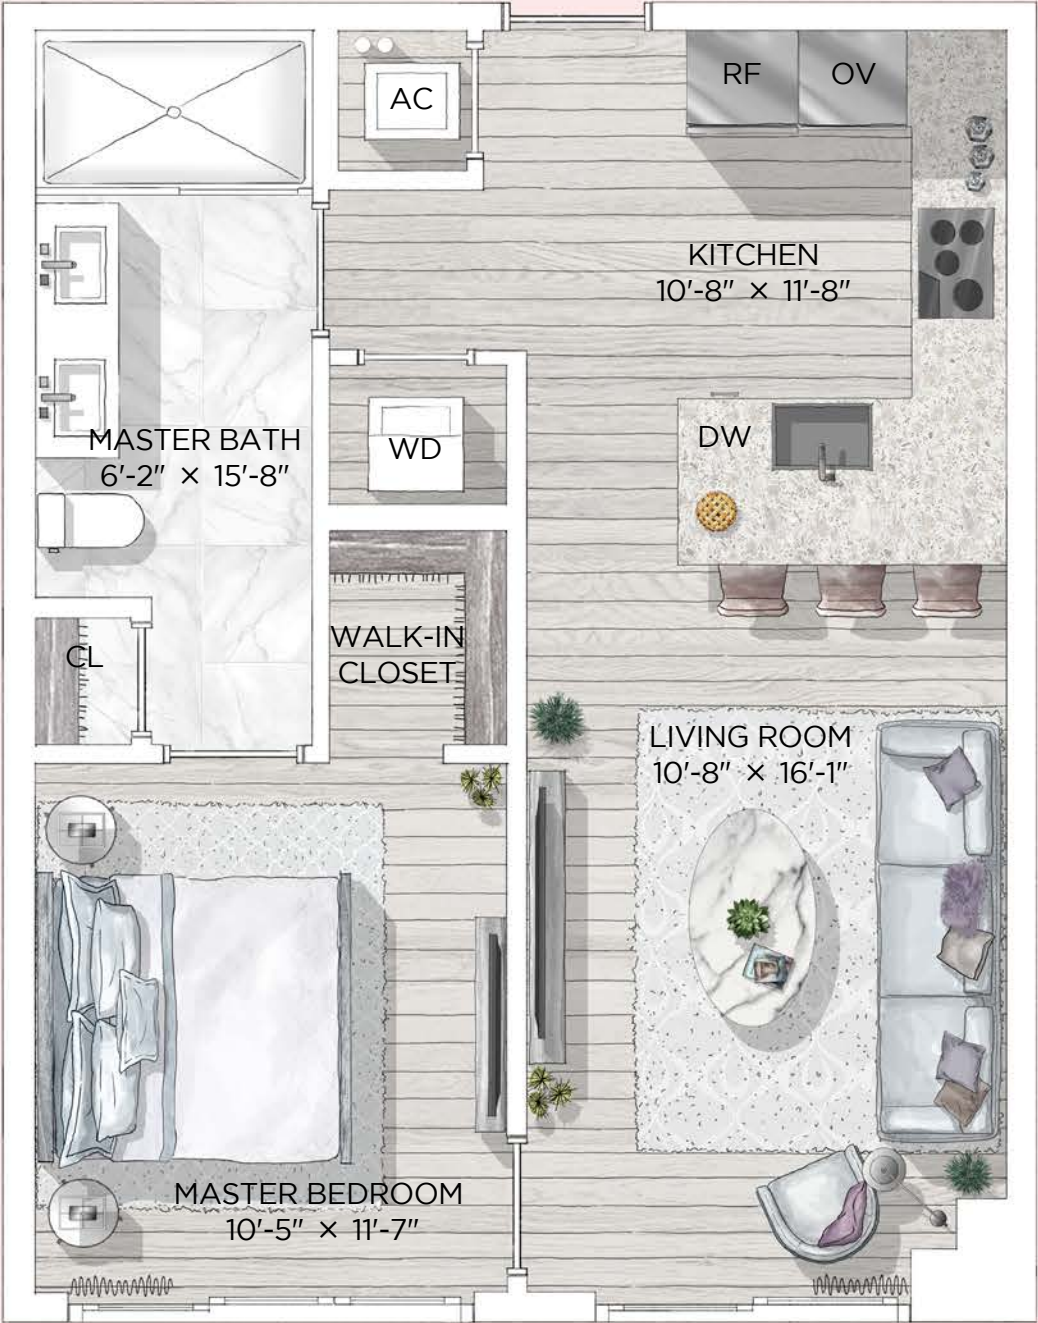 RF
OV
AC
KITCHEN
10'-8" × 11'-8"
MASTER BATH
6'-2" × 15'-8"
WD
DW
WALK-IN
CLOSET
CL
LIVING ROOM
10'-8" × 16'-1"
MASTER BEDROOM
10'-5" × 11'-7"